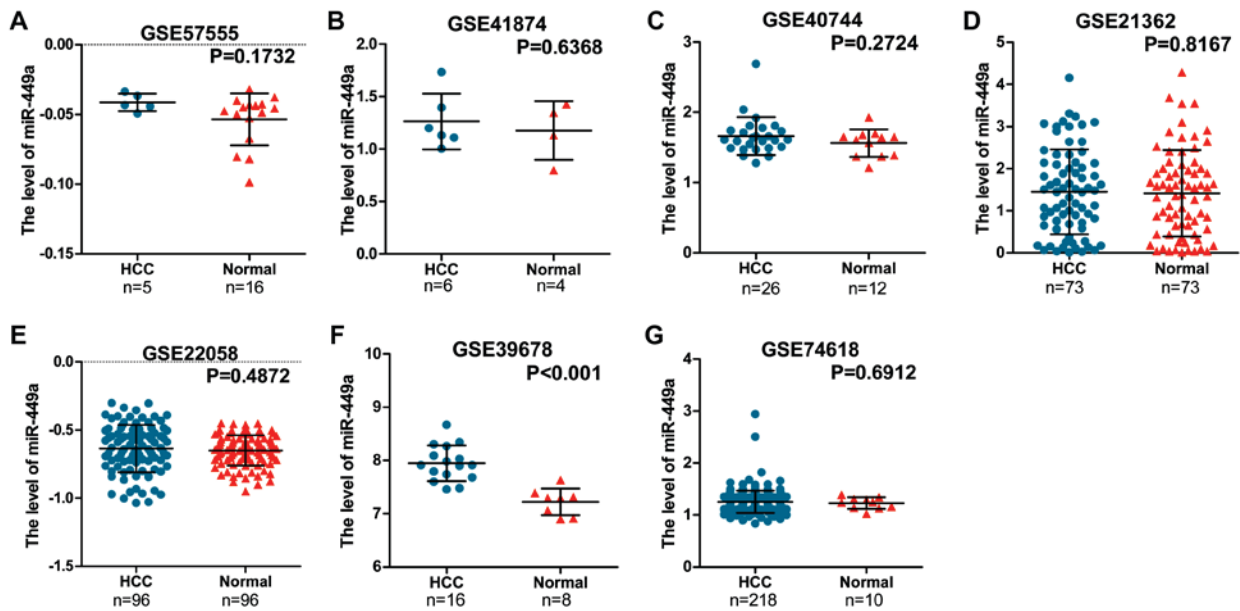 A
GSE57555
P=0.1732
The level of miR-449a
0.00
-0.05
-0.10
-0.15
HCC
n=5
Normal
n=16
B
GSE41874
P=0.6368
The level of miR-449a
2.0
1.5
1.0
0.5
0.0
HCC
n=6
Normal
n=4
C
GSE40744
P=0.2724
The level of miR-449a
3
2
1
0
HCC
n=26
Normal
n=12
D
GSE21362
P=0.8167
The level of miR-449a
5
4
3
2
1
0
HCC
n=73
Normal
n=73
E
GSE22058
P=0.4872
The level of miR-449a
0.0
-0.5
-1.0
-1.5
HCC
n=96
Normal
n=96
F
GSE39678
P<0.001
The level of miR-449a
10
9
8
7
6
HCC
n=16
Normal
n=8
G
GSE74618
P=0.6912
The level of miR-449a
4
3
2
1
0
HCC
n=218
Normal
n=10